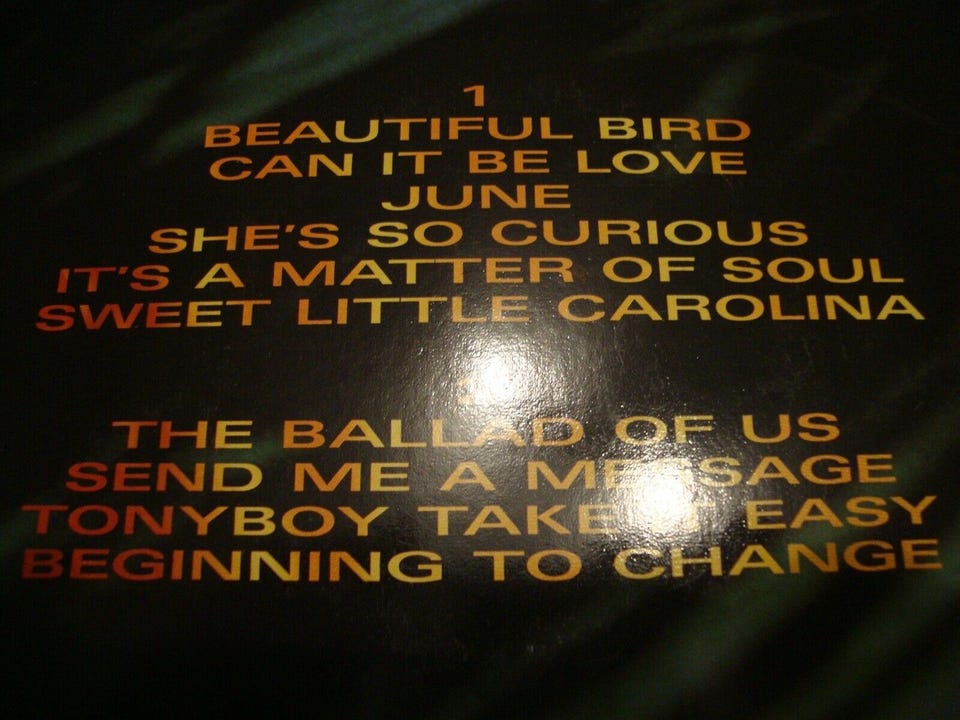 1
BEAUTIFUL BIRD
CAN IT BE LOVE
JUNE
SHE'S SO CURIOUS
IT'S A MATTER OF SOUL
SWEET LITTLE CAROLINA
THE BALLAD OF US
SEND ME A MESSAGE
TONYBOY TAKE IT EASY
BEGINNING TO CHANGE